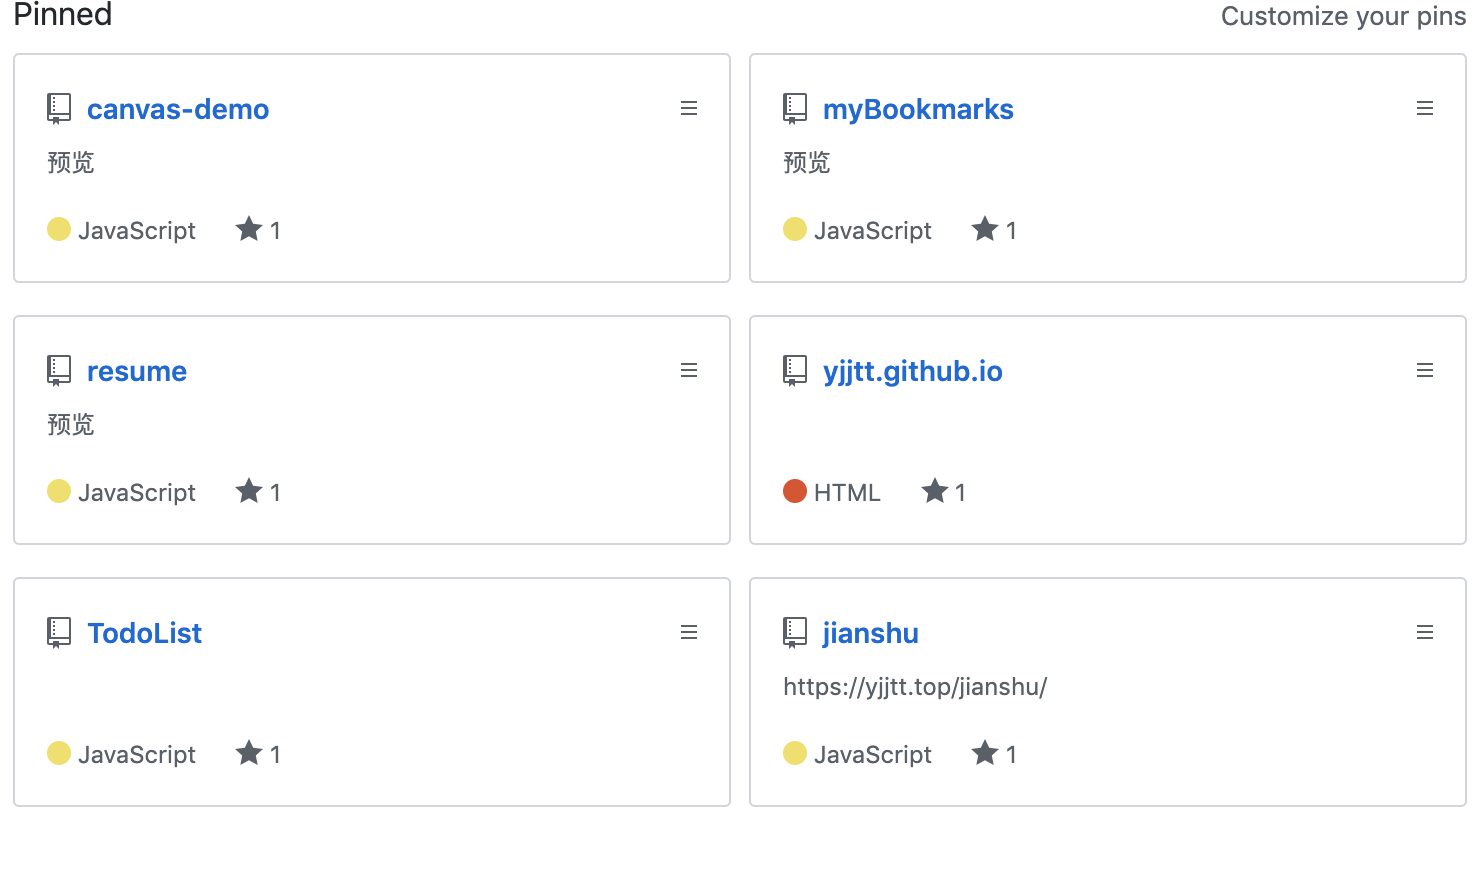 Pinned
Customize your pins
canvas-demo
预览
JavaScript 1
myBookmarks
预览
JavaScript 1
resume
预览
JavaScript 1
yjjtt.github.io
HTML 1
TodoList
JavaScript 1
jianshu
https://yjjtt.top/jianshu/
JavaScript 1